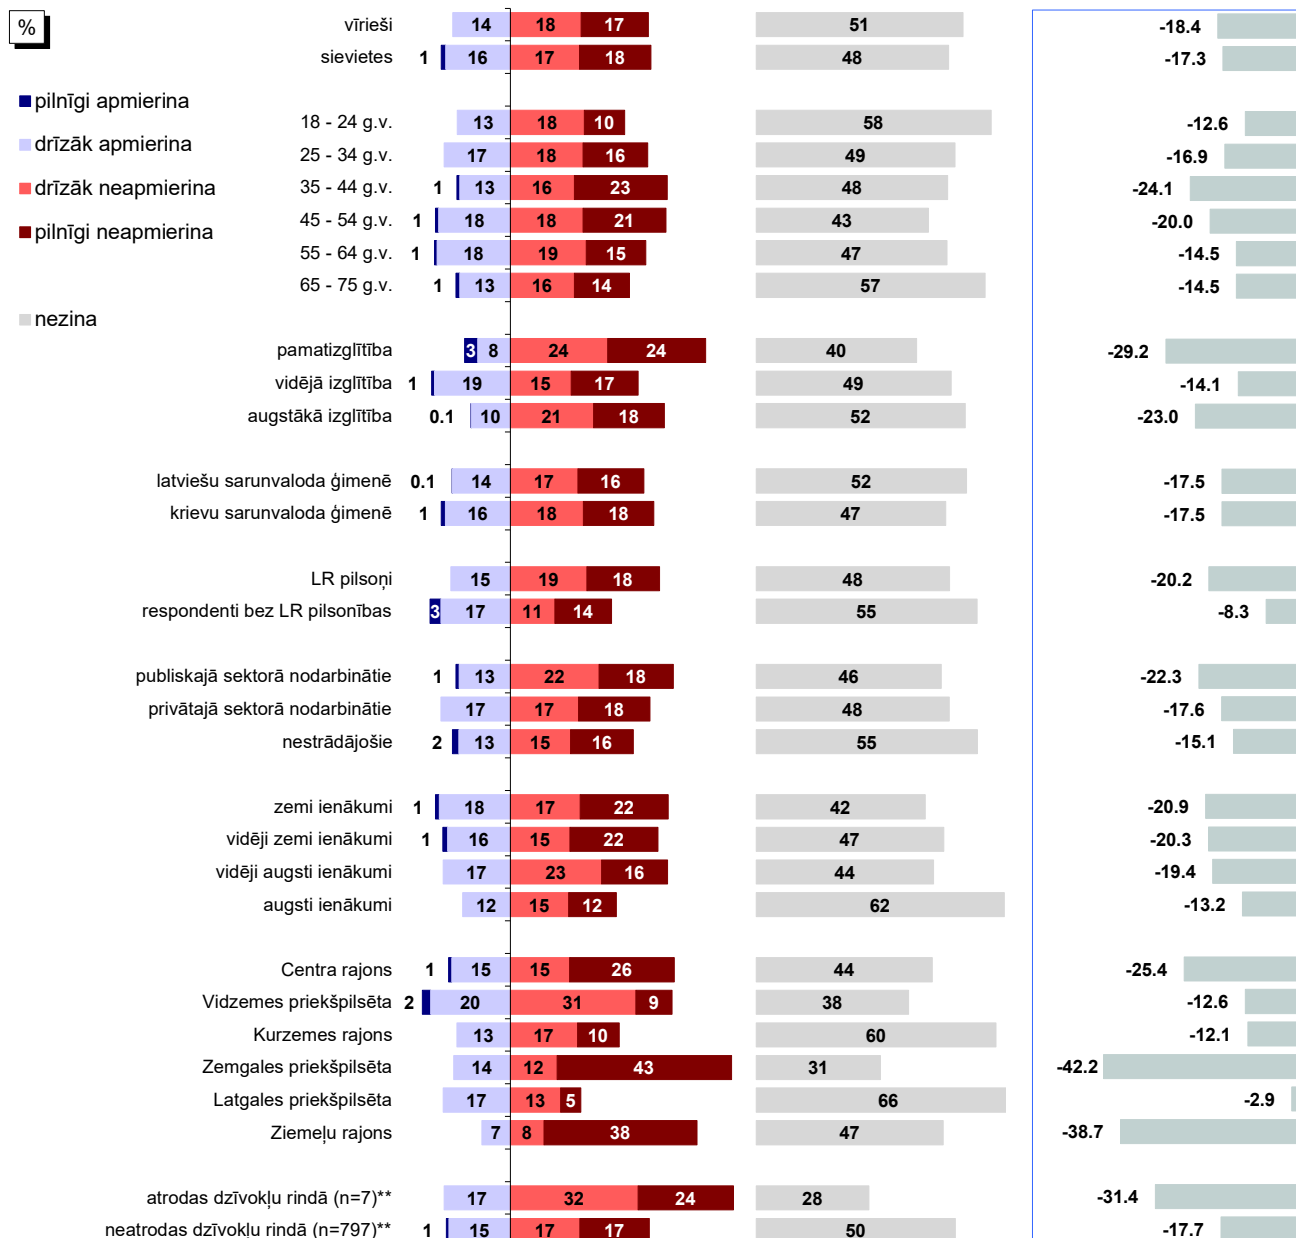 %
pilnīgi apmierina
drīzāk apmierina
drīzāk neapmierina
pilnīgi neapmierina
nezina
vīrieši 14 18 17 51 -18.4
sievietes 1 16 17 18 48 -17.3
18 - 24 g.v. 13 18 10 58 -12.6
25 - 34 g.v. 17 18 16 49 -16.9
35 - 44 g.v. 1 13 16 23 48 -24.1
45 - 54 g.v. 1 18 18 21 43 -20.0
55 - 64 g.v. 1 18 19 15 47 -14.5
65 - 75 g.v. 1 13 16 14 57 -14.5
pamatizglītība 3 8 24 24 40 -29.2
vidējā izglītība 1 19 15 17 49 -14.1
augstākā izglītība 0.1 10 21 18 52 -23.0
latviešu sarunvaloda ģimenē 0.1 14 17 16 52 -17.5
krievu sarunvaloda ģimenē 1 16 18 18 47 -17.5
LR pilsoņi 15 19 18 48 -20.2
respondenti bez LR pilsonības 3 17 11 14 55 -8.3
publiskajā sektorā nodarbinātie 1 13 22 18 46 -22.3
privātajā sektorā nodarbinātie 17 17 18 48 -17.6
nestrādājošie 2 13 15 16 55 -15.1
zemi ienākumi 1 18 17 22 42 -20.9
vidēji zemi ienākumi 1 16 15 22 47 -20.3
vidēji augsti ienākumi 17 23 16 44 -19.4
augsti ienākumi 12 15 12 62 -13.2
Centra rajons 1 15 15 26 44 -25.4
Vidzemes priekšpilsēta 2 20 31 9 38 -12.6
Kurzemes rajons 13 17 10 60 -12.1
Zemgales priekšpilsēta 14 12 43 31 -42.2
Latgales priekšpilsēta 17 13 5 66 -2.9
Ziemeļu rajons 7 8 38 47 -38.7
atrodas dzīvokļu rindā (n=7)** 17 32 24 28 -31.4
neatrodas dzīvokļu rindā (n=797)** 1 15 17 17 50 -17.7